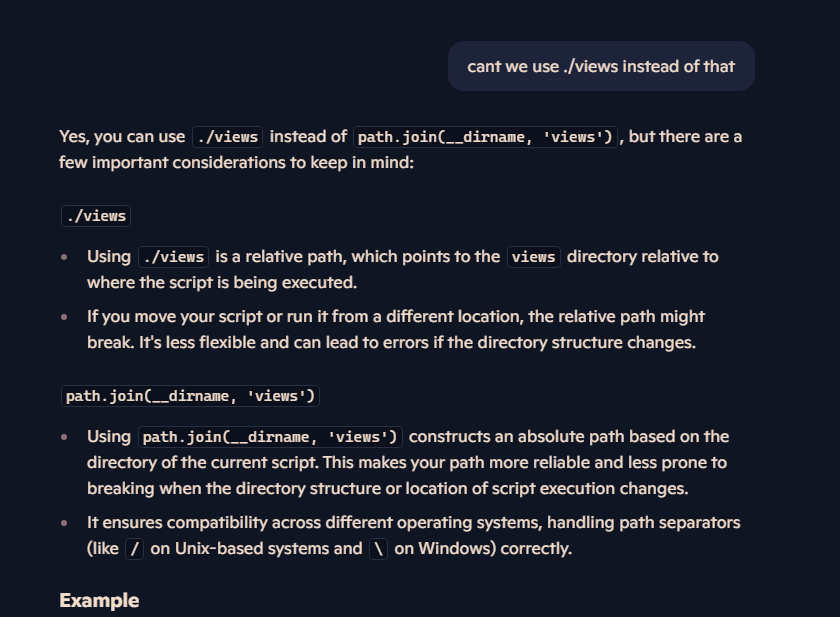 cant we use ./views instead of that
Yes, you can use ./views instead of path.join(__dirname, 'views'), but there are a
few important considerations to keep in mind:
./views
• Using ./views is a relative path, which points to the views directory relative to
where the script is being executed.
• If you move your script or run it from a different location, the relative path might
break. It's less flexible and can lead to errors if the directory structure changes.
path.join(__dirname, 'views')
• Using path.join(__dirname, 'views') constructs an absolute path based on the
directory of the current script. This makes your path more reliable and less prone to
breaking when the directory structure or location of script execution changes.
• It ensures compatibility across different operating systems, handling path separators
(like / on Unix-based systems and \ on Windows) correctly.
Example